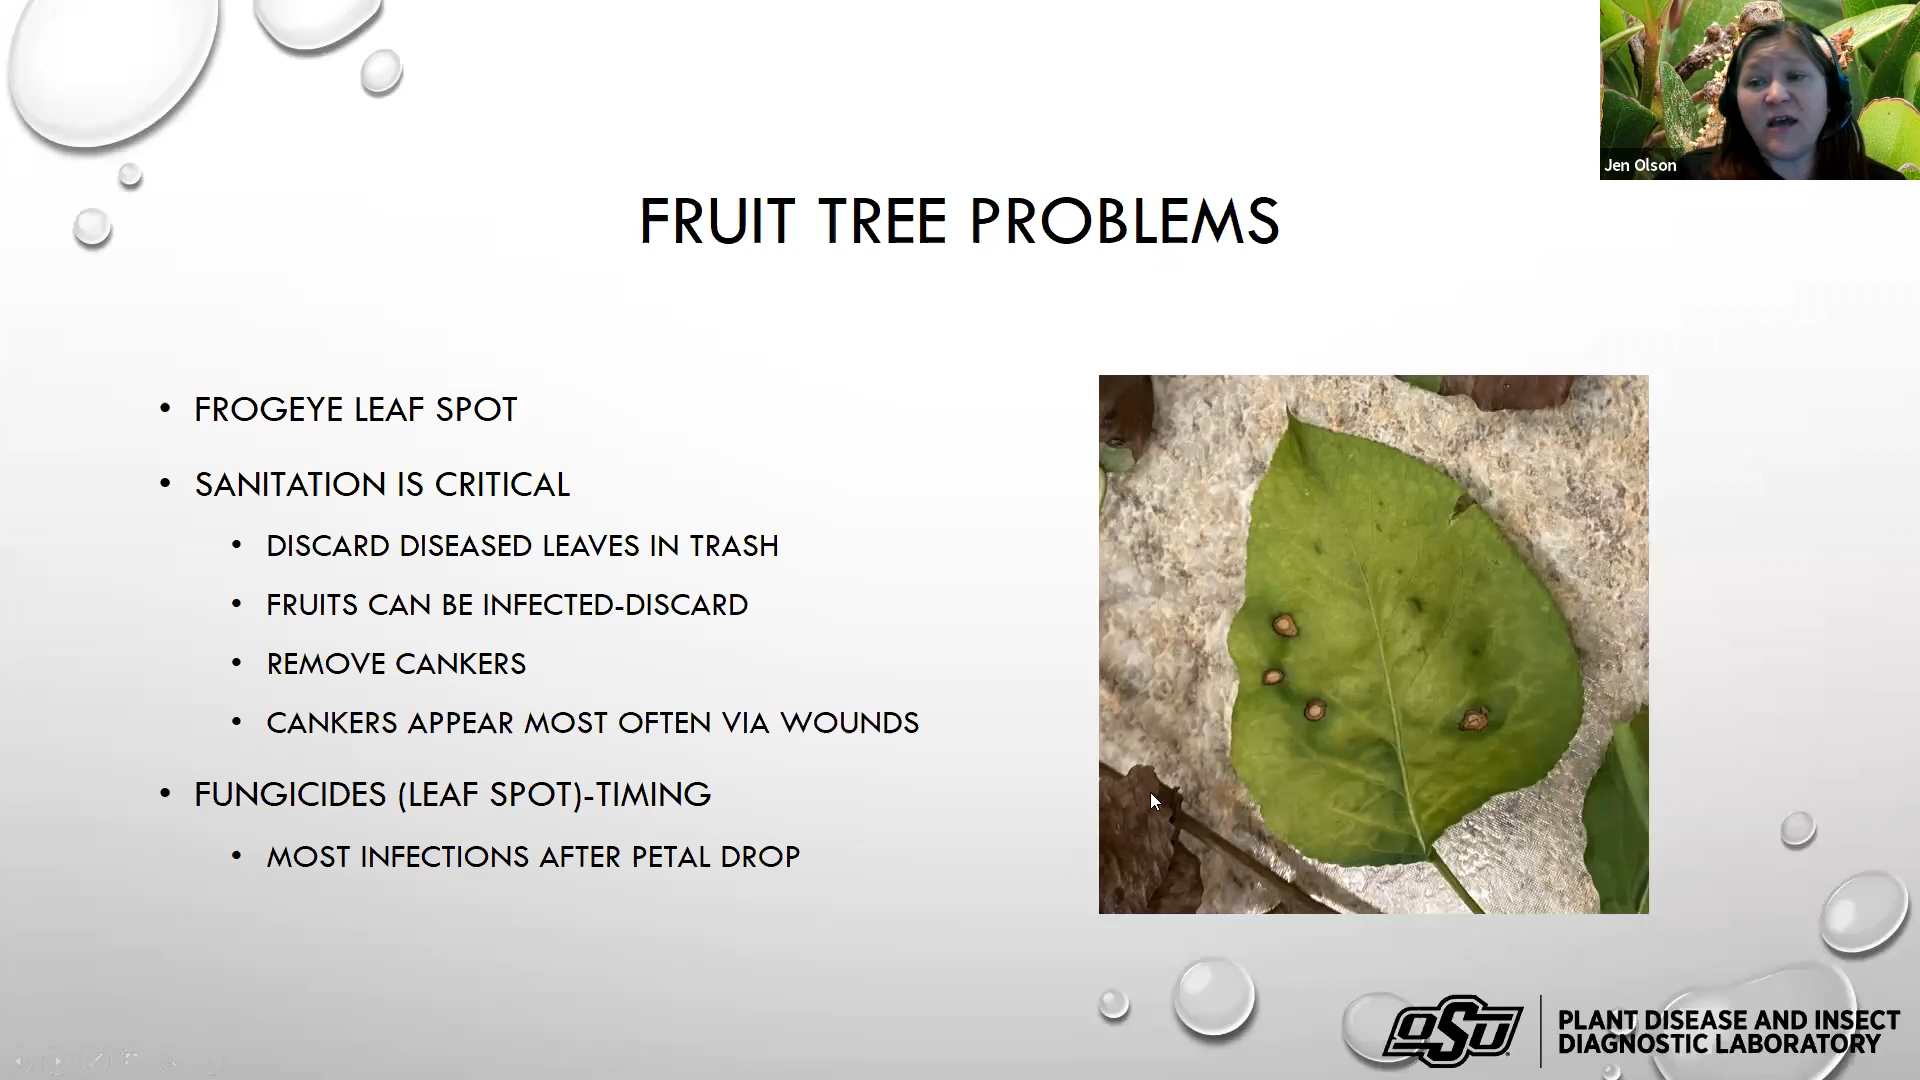 Jen Olson
FRUIT TREE PROBLEMS
• FROGEYE LEAF SPOT
• SANITATION IS CRITICAL
• DISCARD DISEASED LEAVES IN TRASH
• FRUITS CAN BE INFECTED-DISCARD
• REMOVE CANKERS
• CANKERS APPEAR MOST OFTEN VIA WOUNDS
• FUNGICIDES (LEAF SPOT)-TIMING
• MOST INFECTIONS AFTER PETAL DROP
OSU
PLANT DISEASE AND INSECT
DIAGNOSTIC LABORATORY